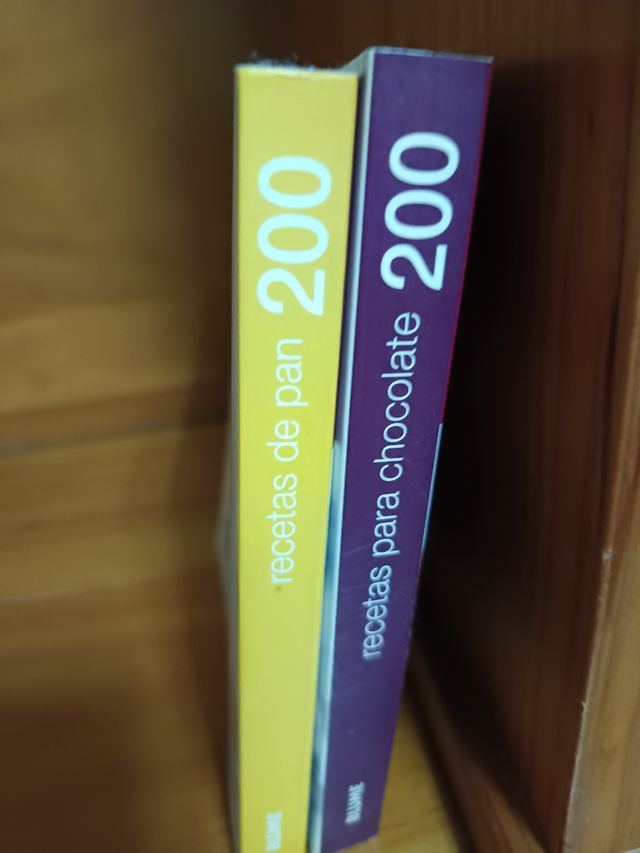 200 recetas de pan
BLUME
200 recetas para chocolate
BLUME